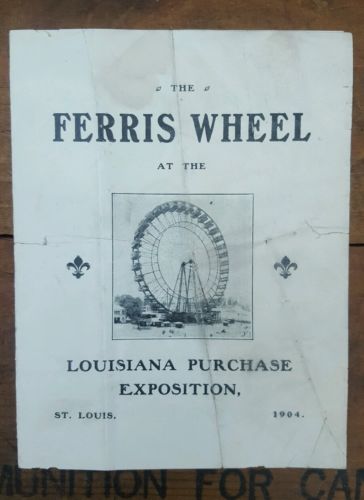 THE
FERRIS WHEEL
AT THE
LOUISIANA PURCHASE
EXPOSITION,
ST. LOUIS. 1904.
MUNITION FOR CA